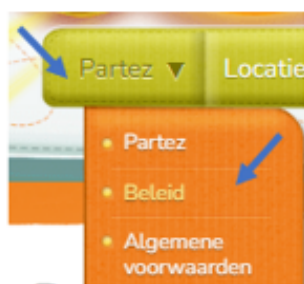 Partez ▼ Locatie
Partez
Beleid
Algemene
voorwaarden